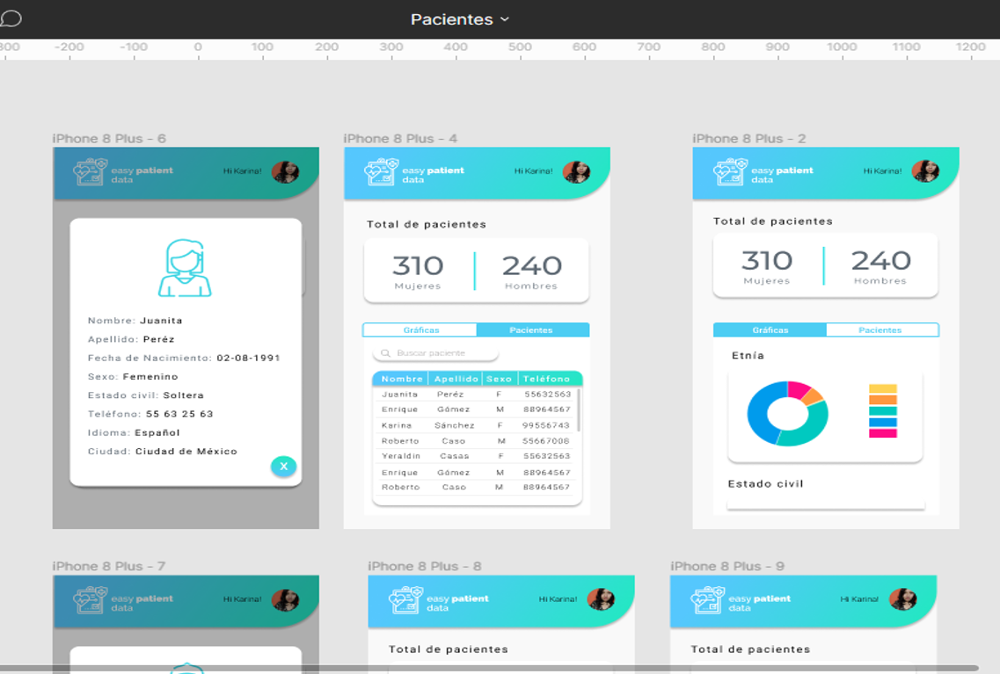 Pacientes
-200 -100 0 100 200 300 400 500 600 700 800 900 1000 1100 1200
iPhone 8 Plus - 6
easy patient
data
Hi Karina!
Nombre: Juanita
Apellido: Peréz
Fecha de Nacimiento: 02-08-1991
Sexo: Femenino
Estado civil: Soltera
Teléfono: 55 63 25 63
Idioma: Español
Ciudad: Ciudad de México
X
iPhone 8 Plus - 4
easy patient
data
Hi Karina!
Total de pacientes
310 240
Mujeres Hombres
Gráficas Pacientes
Buscar paciente
Nombre Apellido Sexo Teléfono
Juanita Peréz F 55632563
Enrique Gómez M 88964567
Karina Sánchez F 99556743
Roberto Caso M 55667008
Yeraldin Casas F 55632563
Enrique Gómez M 88964567
Roberto Caso M 88964567
iPhone 8 Plus - 2
easy patient
data
Hi Karina!
Total de pacientes
310 240
Mujeres Hombres
Gráficas Pacientes
Etnía
Estado civil
iPhone 8 Plus - 7
easy patient
data
Hi Karina!
iPhone 8 Plus - 8
easy patient
data
Hi Karina!
Total de pacientes
iPhone 8 Plus - 9
easy patient
data
Hi Karina!
Total de pacientes